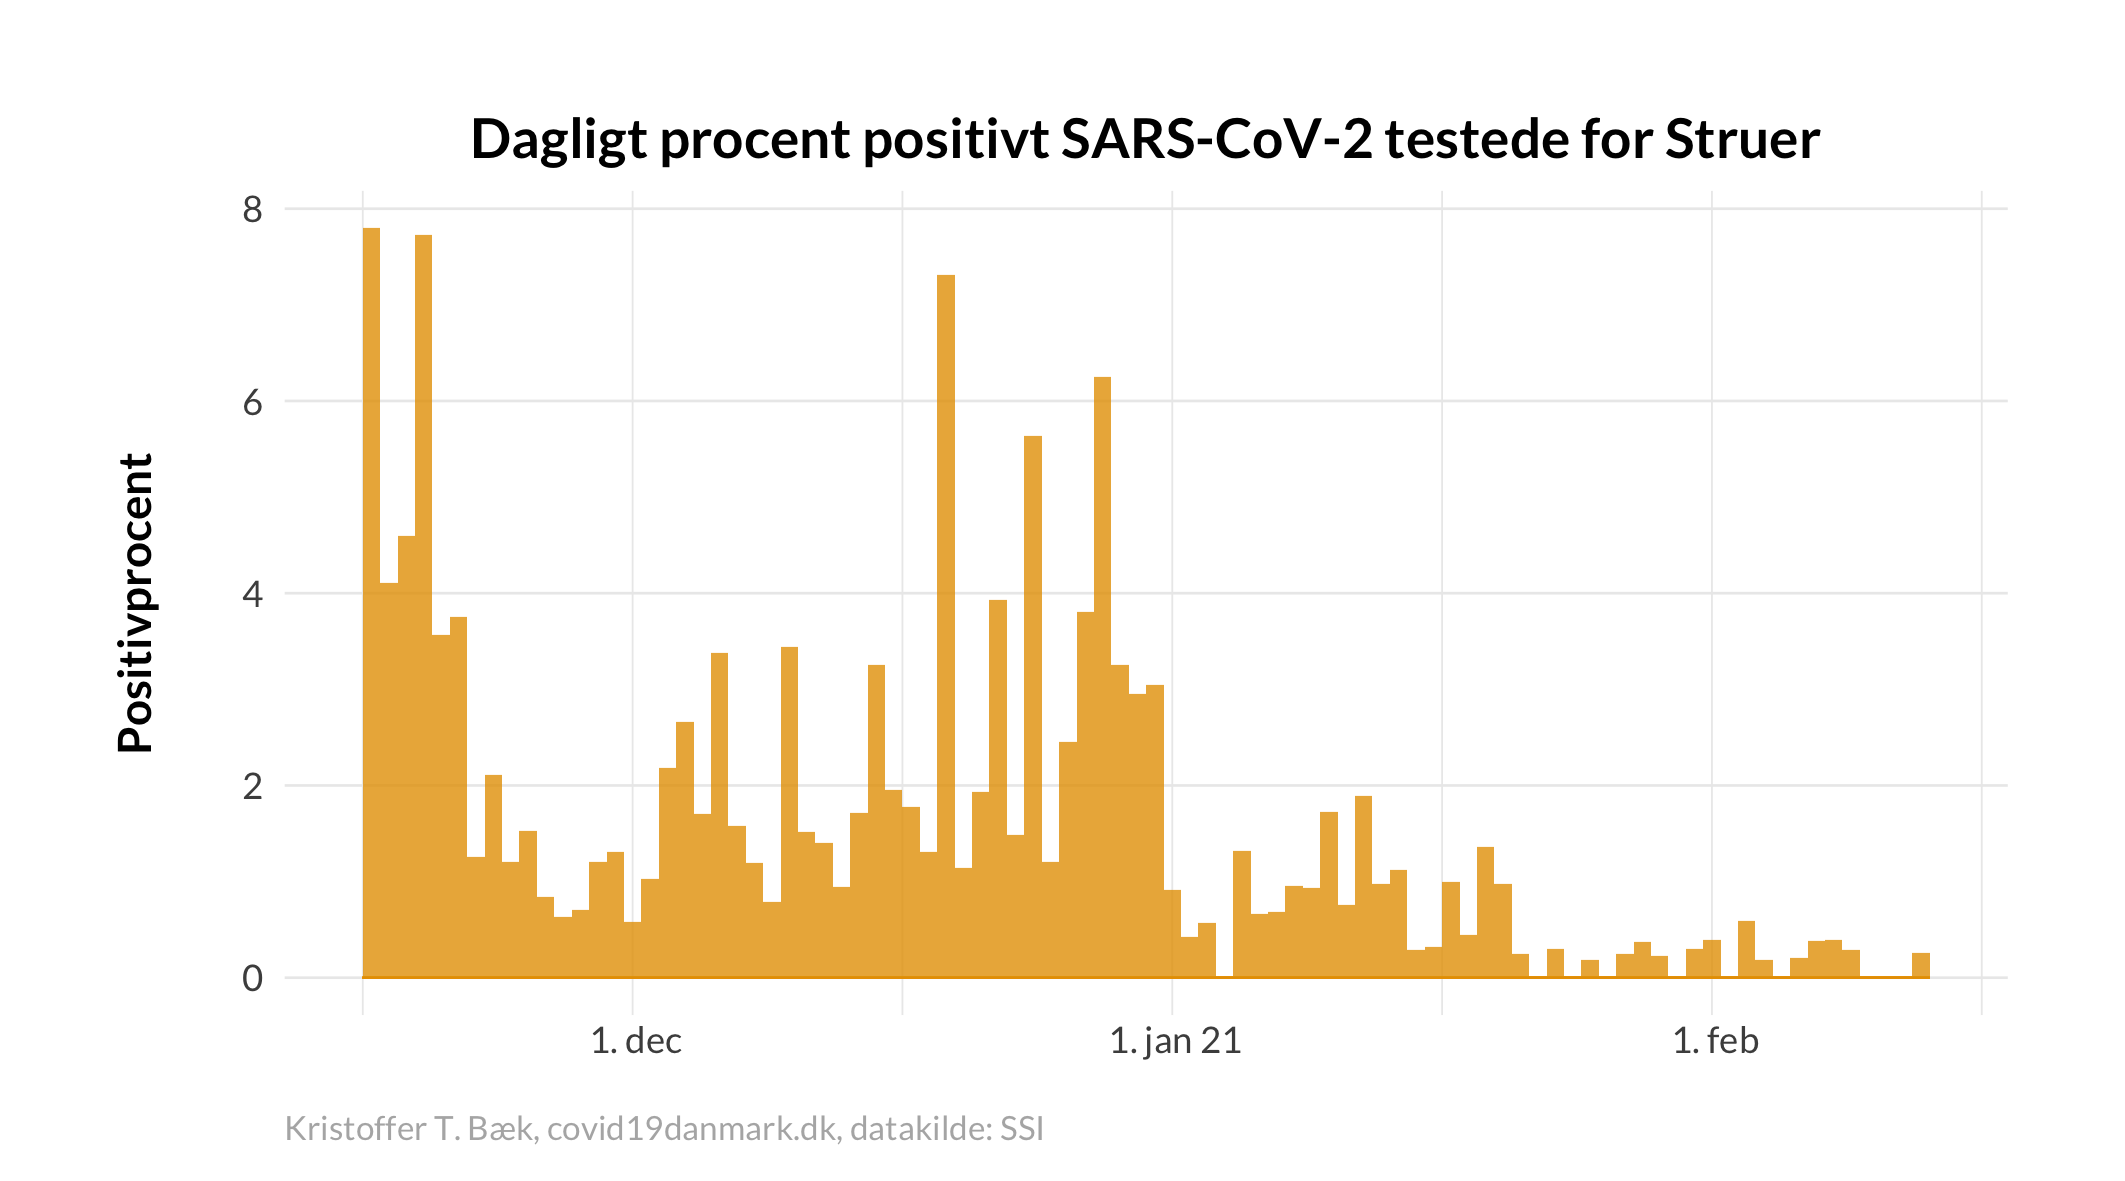 Dagligt procent positivt SARS-CoV-2 testede for Struer
Positivprocent
8
6
4
2
0
1. dec
1. jan 21
1. feb
Kristoffer T. Bæk, covid19danmark.dk, datakilde: SSI